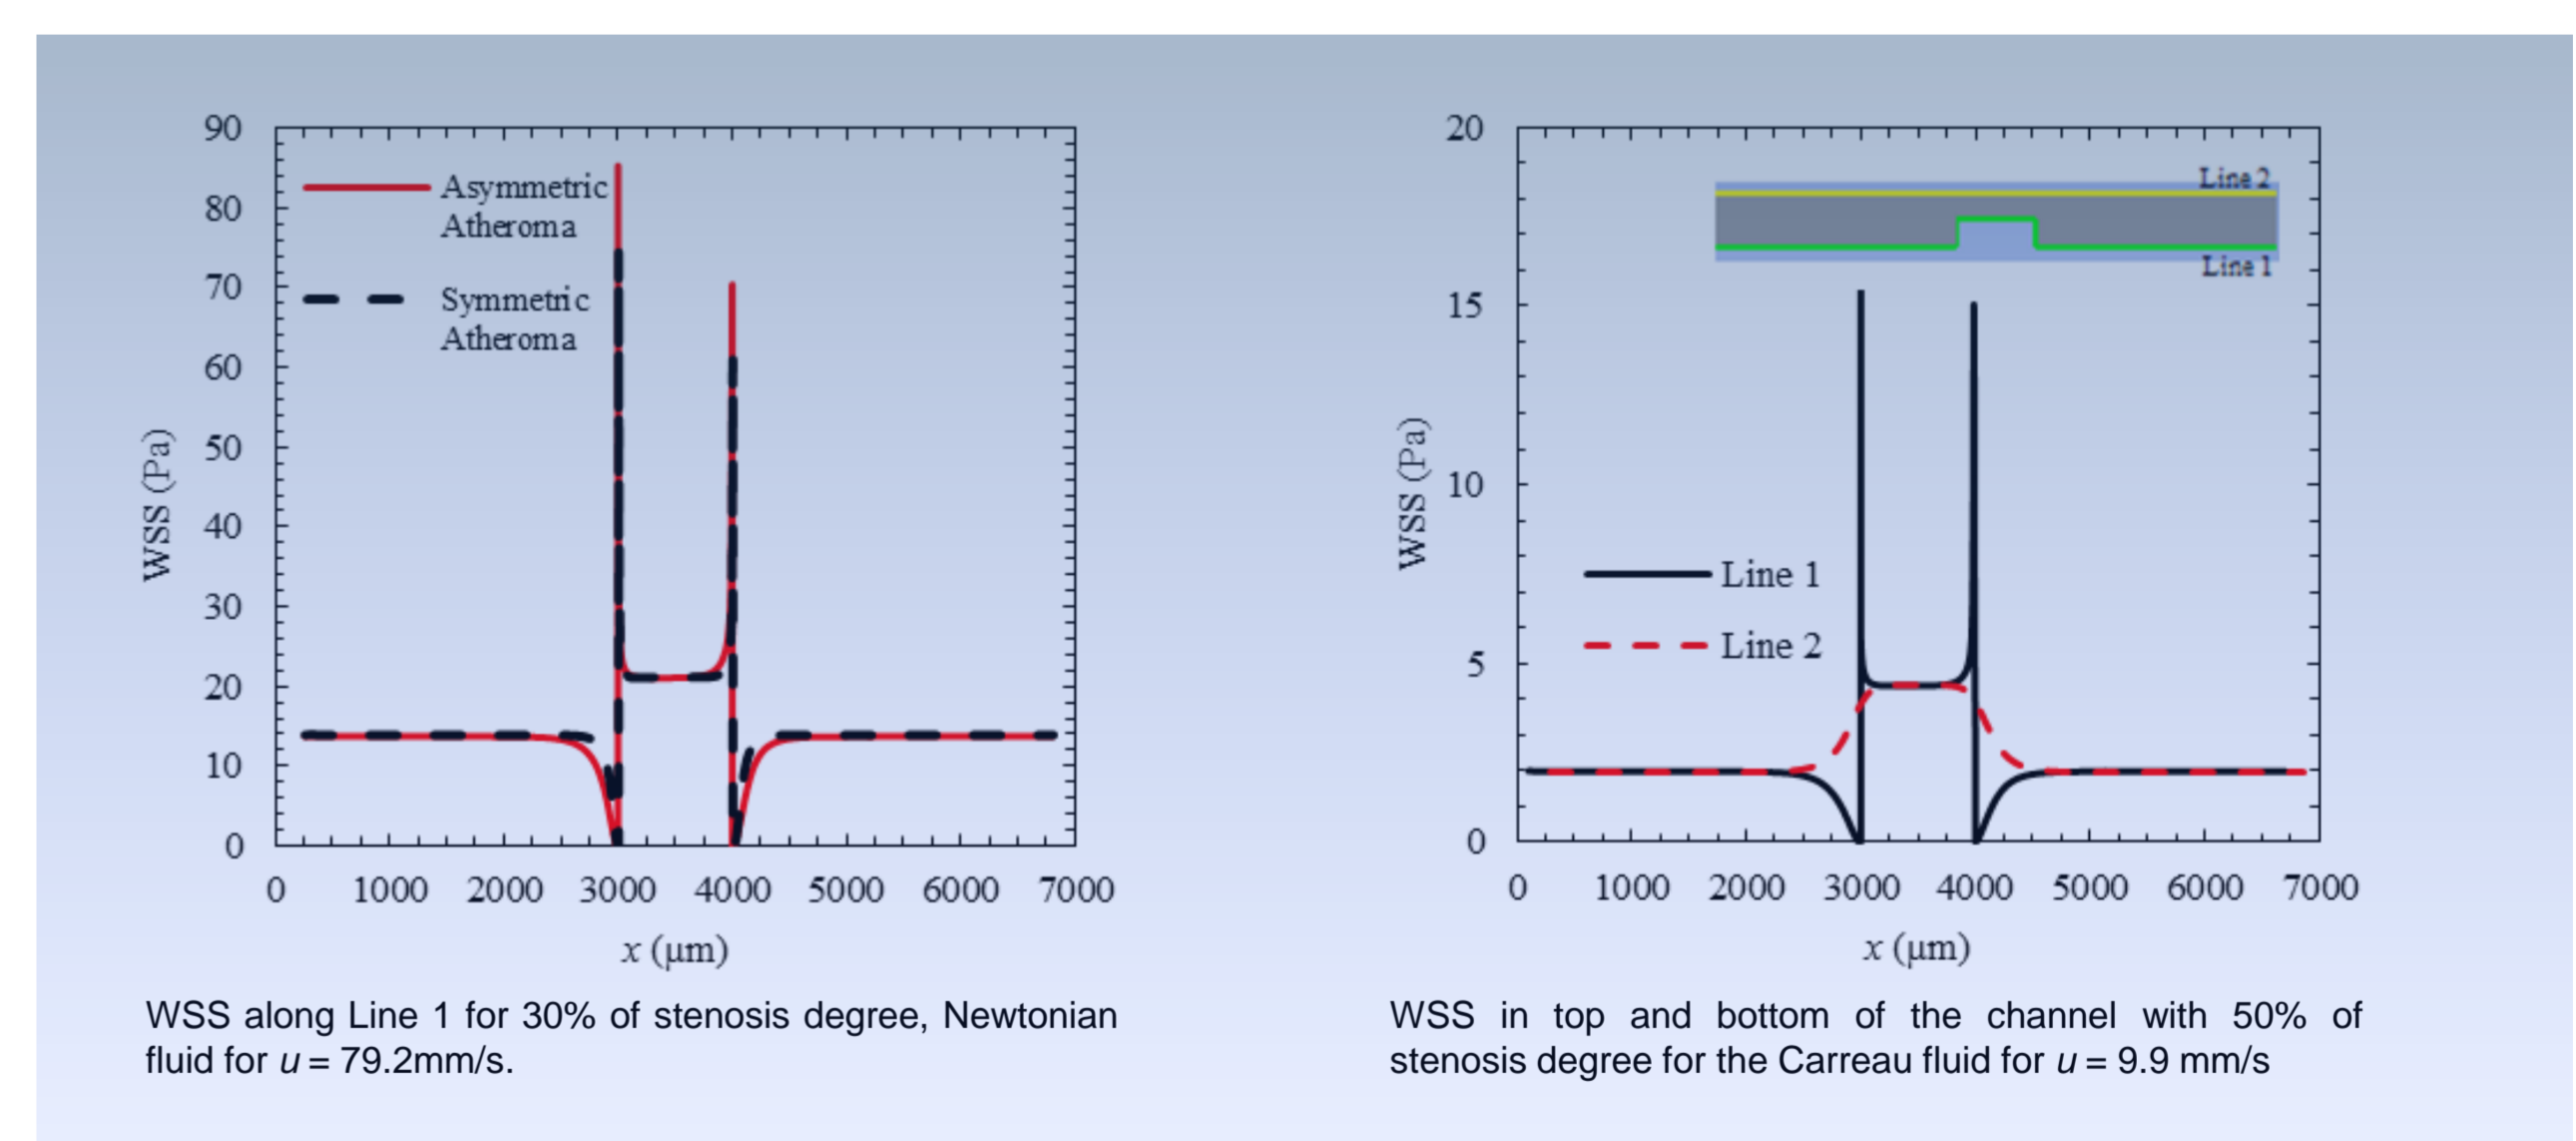 90
80
70
60
50
40
30
20
10
0
WSS (Pa)
Asymmetric
Atheroma
Symmetric
Atheroma
0 1000 2000 3000 4000 5000 6000 7000
x (μm)
WSS along Line 1 for 30% of stenosis degree, Newtonian
fluid for u = 79.2mm/s.
20
15
10
5
0
WSS (Pa)
Line 2
Line 1
Line 1
Line 2
0 1000 2000 3000 4000 5000 6000 7000
x (μm)
WSS in top and bottom of the channel with 50% of
stenosis degree for the Carreau fluid for u = 9.9 mm/s